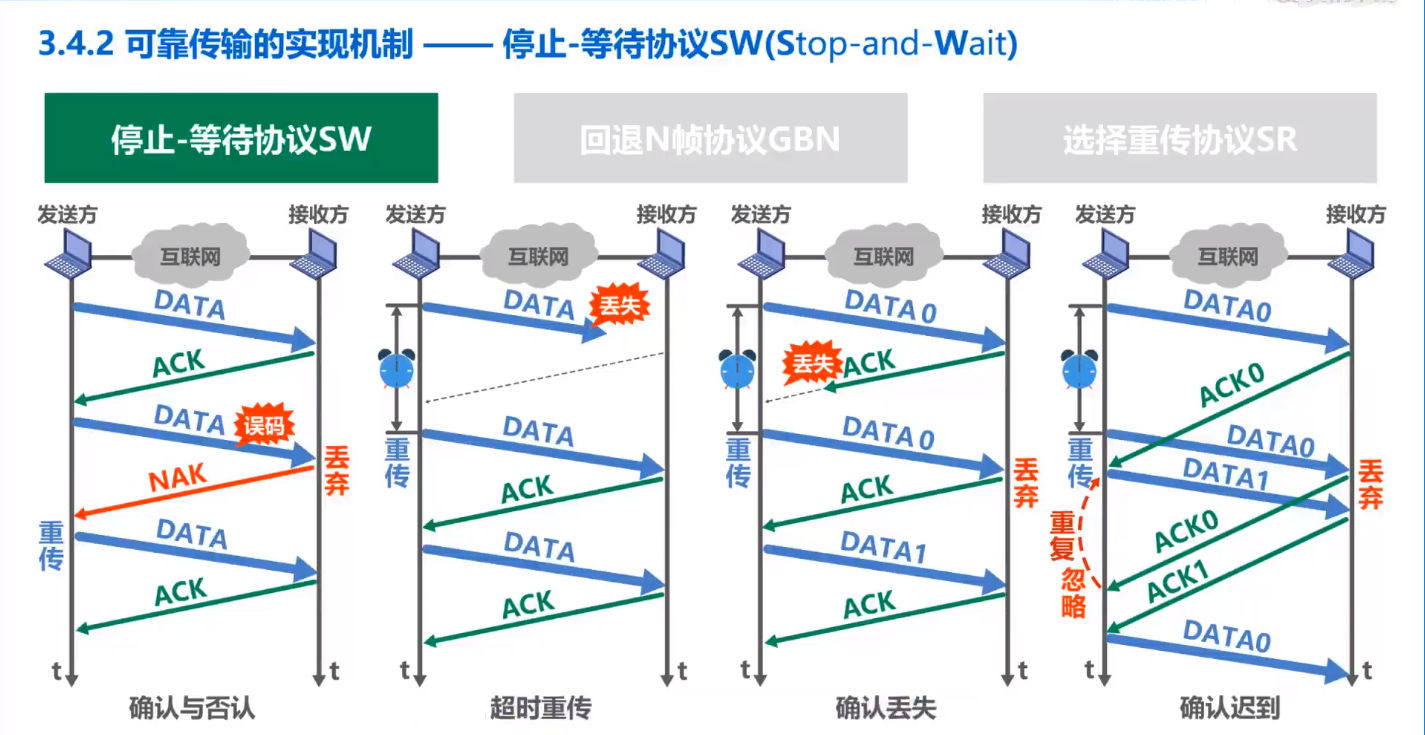 3.4.2 可靠传输的实现机制 —— 停止-等待协议SW(Stop-and-Wait)
停止-等待协议SW
回退N帧协议GBN
选择重传协议SR
发送方
接收方
互联网
DATA
ACK
DATA
误码
丢弃
NAK
重传
DATA
ACK
t
t
确认与否认
发送方
接收方
互联网
DATA
丢失
重传
DATA
ACK
DATA
ACK
t
t
超时重传
发送方
接收方
互联网
DATA 0
丢失
ACK
重传
DATA 0
丢弃
ACK
DATA1
ACK
t
t
确认丢失
发送方
接收方
互联网
DATA0
ACK0
重传
DATA0
DATA1
丢弃
重复
忽略
ACK0
ACK1
DATA0
t
t
确认迟到